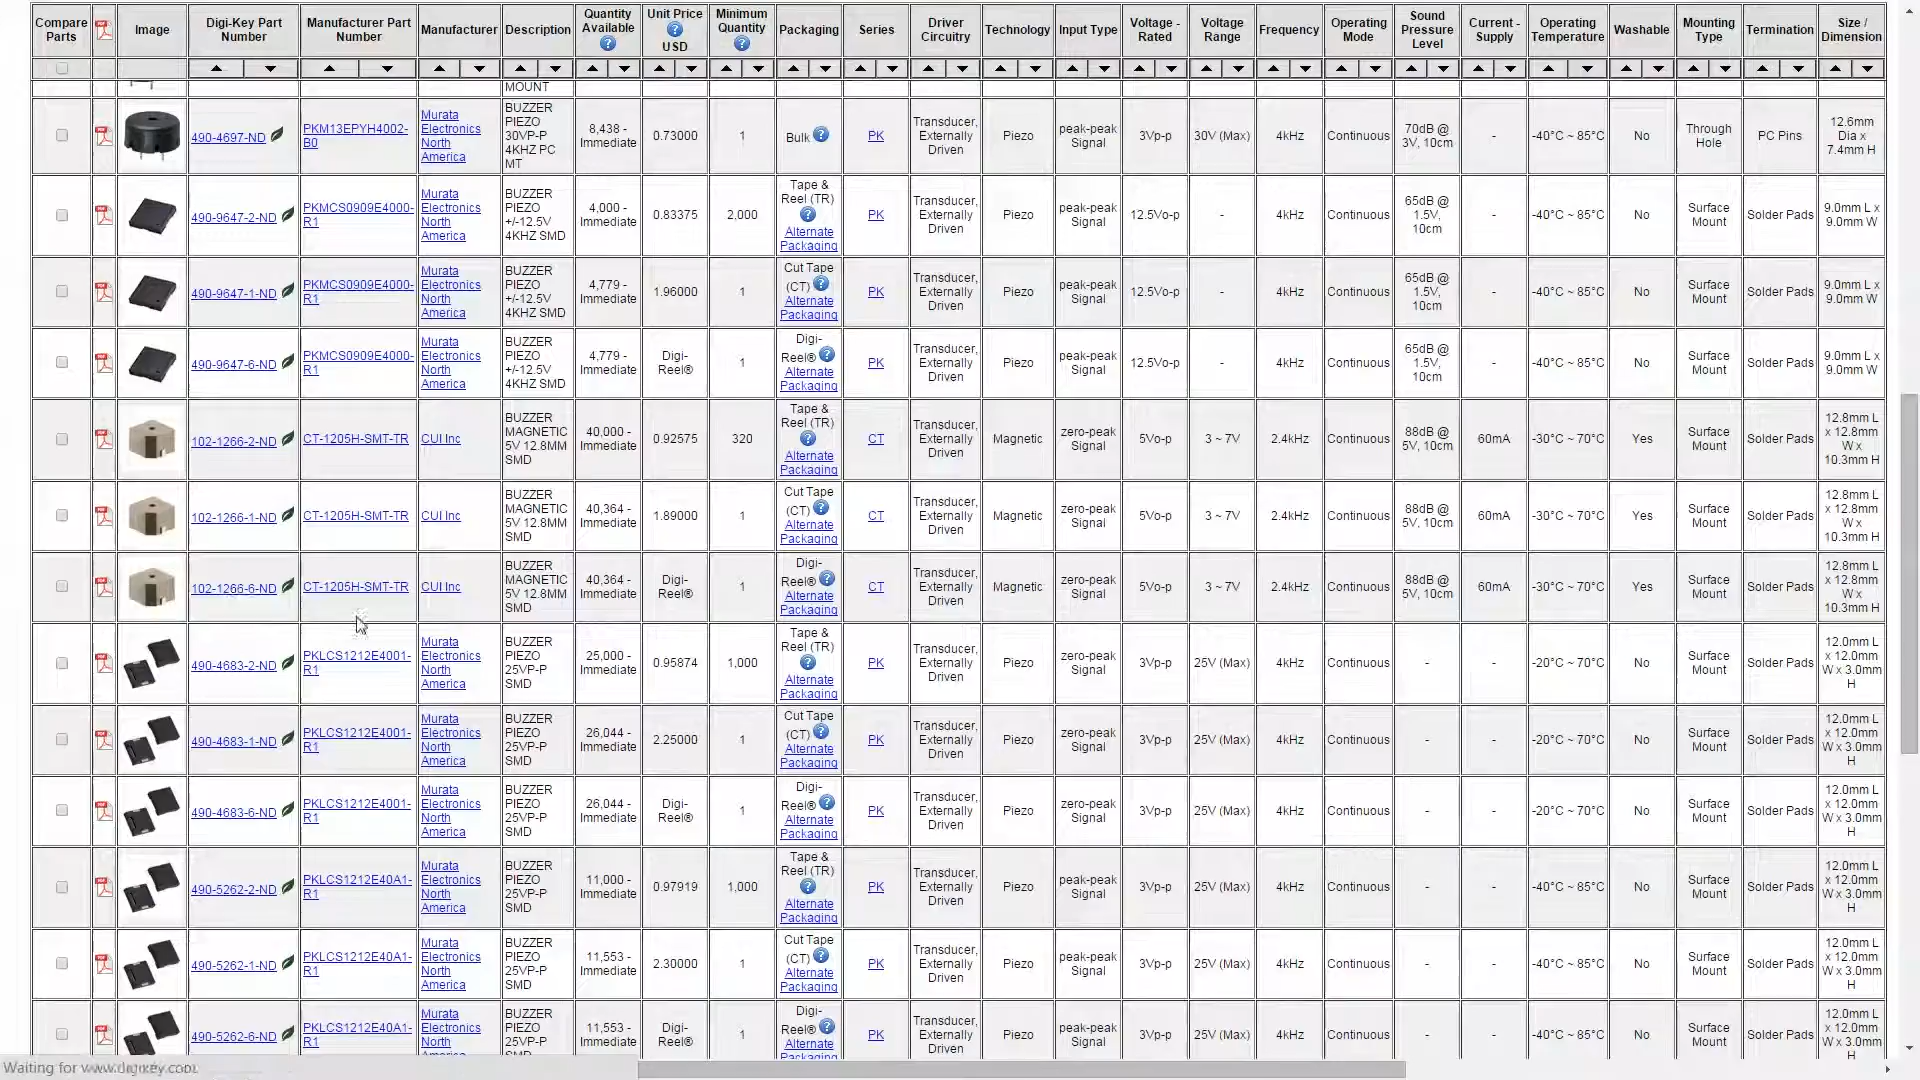 Compare Parts Image Digi-Key Part Number Manufacturer Part Number Manufacturer Description Quantity Available Unit Price USD Minimum Quantity Packaging Series Driver Circuitry Technology Input Type Voltage - Rated Voltage Range Frequency Operating Mode Sound Pressure Level Current - Supply Operating Temperature Washable Mounting Type Termination Size / Dimension
MOUNT
490-4697-ND PKM13EPYH4002-B0 Murata Electronics North America BUZZER PIEZO 30VP-P 4KHZ PC MT 8,438 - Immediate 0.73000 1 Bulk PK Transducer, Externally Driven Piezo peak-peak Signal 3Vp-p 30V (Max) 4kHz Continuous 70dB @ 3V, 10cm - -40°C ~ 85°C No Through Hole PC Pins 12.6mm Dia x 7.4mm H
490-9647-2-ND PKMCS0909E4000-R1 Murata Electronics North America BUZZER PIEZO +/-12.5V 4KHZ SMD 4,000 - Immediate 0.83375 2,000 Tape & Reel (TR) Alternate Packaging PK Transducer, Externally Driven Piezo peak-peak Signal 12.5Vo-p - 4kHz Continuous 65dB @ 1.5V, 10cm - -40°C ~ 85°C No Surface Mount Solder Pads 9.0mm L x 9.0mm W
490-9647-1-ND PKMCS0909E4000-R1 Murata Electronics North America BUZZER PIEZO +/-12.5V 4KHZ SMD 4,779 - Immediate 1.96000 1 Cut Tape (CT) Alternate Packaging PK Transducer, Externally Driven Piezo peak-peak Signal 12.5Vo-p - 4kHz Continuous 65dB @ 1.5V, 10cm - -40°C ~ 85°C No Surface Mount Solder Pads 9.0mm L x 9.0mm W
490-9647-6-ND PKMCS0909E4000-R1 Murata Electronics North America BUZZER PIEZO +/-12.5V 4KHZ SMD 4,779 - Immediate Digi-Reel® 1 Digi-Reel® Alternate Packaging PK Transducer, Externally Driven Piezo peak-peak Signal 12.5Vo-p - 4kHz Continuous 65dB @ 1.5V, 10cm - -40°C ~ 85°C No Surface Mount Solder Pads 9.0mm L x 9.0mm W
102-1266-2-ND CT-1205H-SMT-TR CUI Inc BUZZER MAGNETIC 5V 12.8MM SMD 40,000 - Immediate 0.92575 320 Tape & Reel (TR) Alternate Packaging CT Transducer, Externally Driven Magnetic zero-peak Signal 5Vo-p 3 ~ 7V 2.4kHz Continuous 88dB @ 5V, 10cm 60mA -30°C ~ 70°C Yes Surface Mount Solder Pads 12.8mm L x 12.8mm W x 10.3mm H
102-1266-1-ND CT-1205H-SMT-TR CUI Inc BUZZER MAGNETIC 5V 12.8MM SMD 40,364 - Immediate 1.89000 1 Cut Tape (CT) Alternate Packaging CT Transducer, Externally Driven Magnetic zero-peak Signal 5Vo-p 3 ~ 7V 2.4kHz Continuous 88dB @ 5V, 10cm 60mA -30°C ~ 70°C Yes Surface Mount Solder Pads 12.8mm L x 12.8mm W x 10.3mm H
102-1266-6-ND CT-1205H-SMT-TR CUI Inc BUZZER MAGNETIC 5V 12.8MM SMD 40,364 - Immediate Digi-Reel® 1 Digi-Reel® Alternate Packaging CT Transducer, Externally Driven Magnetic zero-peak Signal 5Vo-p 3 ~ 7V 2.4kHz Continuous 88dB @ 5V, 10cm 60mA -30°C ~ 70°C Yes Surface Mount Solder Pads 12.8mm L x 12.8mm W x 10.3mm H
490-4683-2-ND PKLCS1212E4001-R1 Murata Electronics North America BUZZER PIEZO 25VP-P SMD 25,000 - Immediate 0.95874 1,000 Tape & Reel (TR) Alternate Packaging PK Transducer, Externally Driven Piezo zero-peak Signal 3Vp-p 25V (Max) 4kHz Continuous - - -20°C ~ 70°C No Surface Mount Solder Pads 12.0mm L x 12.0mm W x 3.0mm H
490-4683-1-ND PKLCS1212E4001-R1 Murata Electronics North America BUZZER PIEZO 25VP-P SMD 26,044 - Immediate 2.25000 1 Cut Tape (CT) Alternate Packaging PK Transducer, Externally Driven Piezo zero-peak Signal 3Vp-p 25V (Max) 4kHz Continuous - - -20°C ~ 70°C No Surface Mount Solder Pads 12.0mm L x 12.0mm W x 3.0mm H
490-4683-6-ND PKLCS1212E4001-R1 Murata Electronics North America BUZZER PIEZO 25VP-P SMD 26,044 - Immediate Digi-Reel® 1 Digi-Reel® Alternate Packaging PK Transducer, Externally Driven Piezo zero-peak Signal 3Vp-p 25V (Max) 4kHz Continuous - - -20°C ~ 70°C No Surface Mount Solder Pads 12.0mm L x 12.0mm W x 3.0mm H
490-5262-2-ND PKLCS1212E40A1-R1 Murata Electronics North America BUZZER PIEZO 25VP-P SMD 11,000 - Immediate 0.97919 1,000 Tape & Reel (TR) Alternate Packaging PK Transducer, Externally Driven Piezo peak-peak Signal 3Vp-p 25V (Max) 4kHz Continuous - - -40°C ~ 85°C No Surface Mount Solder Pads 12.0mm L x 12.0mm W x 3.0mm H
490-5262-1-ND PKLCS1212E40A1-R1 Murata Electronics North America BUZZER PIEZO 25VP-P SMD 11,553 - Immediate 2.30000 1 Cut Tape (CT) Alternate Packaging PK Transducer, Externally Driven Piezo peak-peak Signal 3Vp-p 25V (Max) 4kHz Continuous - - -40°C ~ 85°C No Surface Mount Solder Pads 12.0mm L x 12.0mm W x 3.0mm H
490-5262-6-ND PKLCS1212E40A1-R1 Murata Electronics North America BUZZER PIEZO 25VP-P SMD 11,553 - Immediate Digi-Reel® 1 Digi-Reel® Alternate Packaging PK Transducer, Externally Driven Piezo peak-peak Signal 3Vp-p 25V (Max) 4kHz Continuous - - -40°C ~ 85°C No Surface Mount Solder Pads 12.0mm L x 12.0mm W x 3.0mm H
Waiting for www.digikey.com...